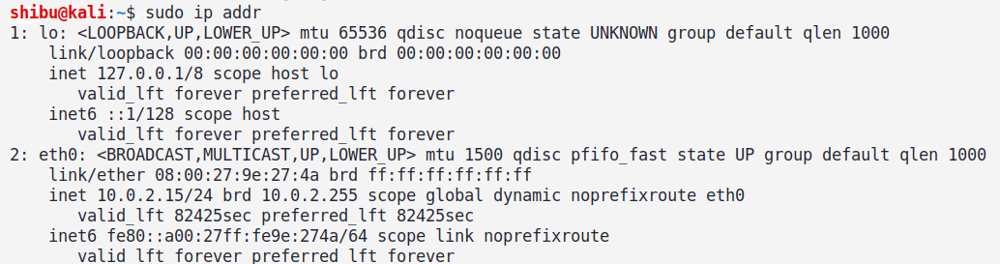 shibu@kali:~$ sudo ip addr
1: lo: <LOOPBACK,UP,LOWER_UP> mtu 65536 qdisc noqueue state UNKNOWN group default qlen 1000
    link/loopback 00:00:00:00:00:00 brd 00:00:00:00:00:00
    inet 127.0.0.1/8 scope host lo
       valid_lft forever preferred_lft forever
    inet6 ::1/128 scope host
       valid_lft forever preferred_lft forever
2: eth0: <BROADCAST,MULTICAST,UP,LOWER_UP> mtu 1500 qdisc pfifo_fast state UP group default qlen 1000
    link/ether 08:00:27:9e:27:4a brd ff:ff:ff:ff:ff:ff
    inet 10.0.2.15/24 brd 10.0.2.255 scope global dynamic noprefixroute eth0
       valid_lft 82425sec preferred_lft 82425sec
    inet6 fe80::a00:27ff:fe9e:274a/64 scope link noprefixroute
       valid_lft forever preferred_lft forever